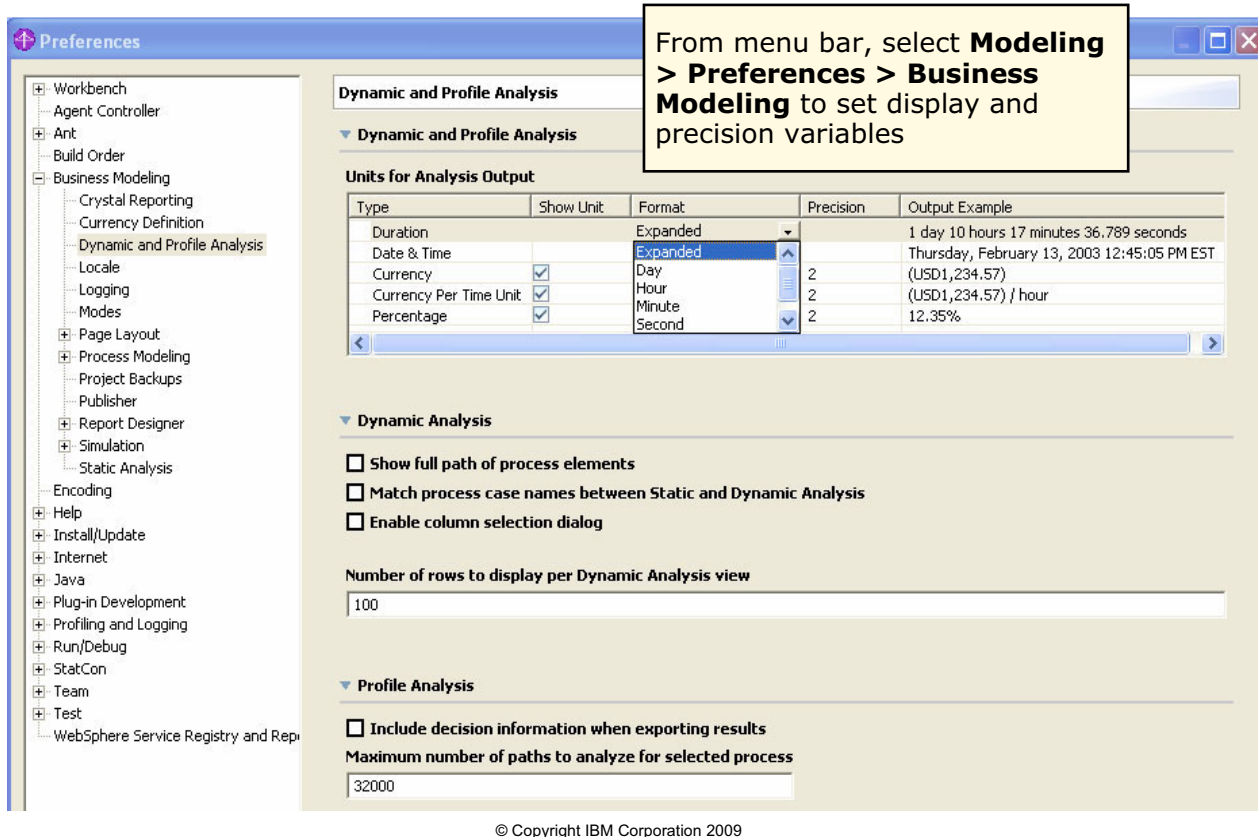 Preferences
From menu bar, select Modeling
> Preferences > Business
Modeling to set display and
precision variables
Workbench
Agent Controller
Ant
Build Order
Business Modeling
Crystal Reporting
Currency Definition
Dynamic and Profile Analysis
Locale
Logging
Modes
Page Layout
Process Modeling
Project Backups
Publisher
Report Designer
Simulation
Static Analysis
Encoding
Help
Install/Update
Internet
Java
Plug-in Development
Profiling and Logging
Run/Debug
StatCon
Team
Test
WebSphere Service Registry and Rep
Dynamic and Profile Analysis
Dynamic and Profile Analysis
Units for Analysis Output
Type Show Unit Format Precision Output Example
Duration Expanded 1 day 10 hours 17 minutes 36.789 seconds
Date & Time Thursday, February 13, 2003 12:45:05 PM EST
Currency 2 (USD1,234.57)
Currency Per Time Unit 2 (USD1,234.57) / hour
Percentage 2 12.35%
Expanded
Day
Hour
Minute
Second
Dynamic Analysis
Show full path of process elements
Match process case names between Static and Dynamic Analysis
Enable column selection dialog
Number of rows to display per Dynamic Analysis view
100
Profile Analysis
Include decision information when exporting results
Maximum number of paths to analyze for selected process
32000
© Copyright IBM Corporation 2009